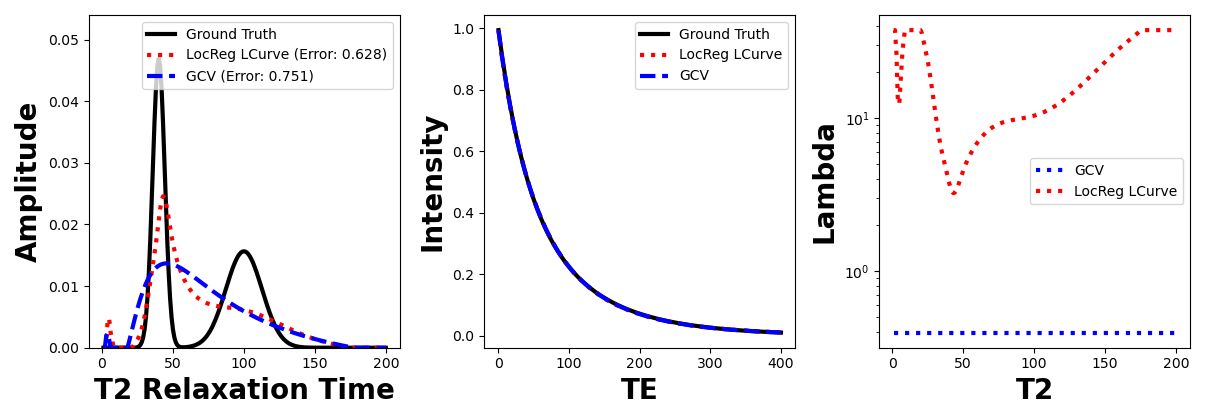 Amplitude
0.05
0.04
0.03
0.02
0.01
0.00
Ground Truth
LocReg LCurve (Error: 0.628)
GCV (Error: 0.751)
0 50 100 150 200
T2 Relaxation Time
Intensity
1.0
0.8
0.6
0.4
0.2
0.0
Ground Truth
LocReg LCurve
GCV
0 100 200 300 400
TE
Lambda
10¹
10⁰
GCV
LocReg LCurve
0 50 100 150 200
T2